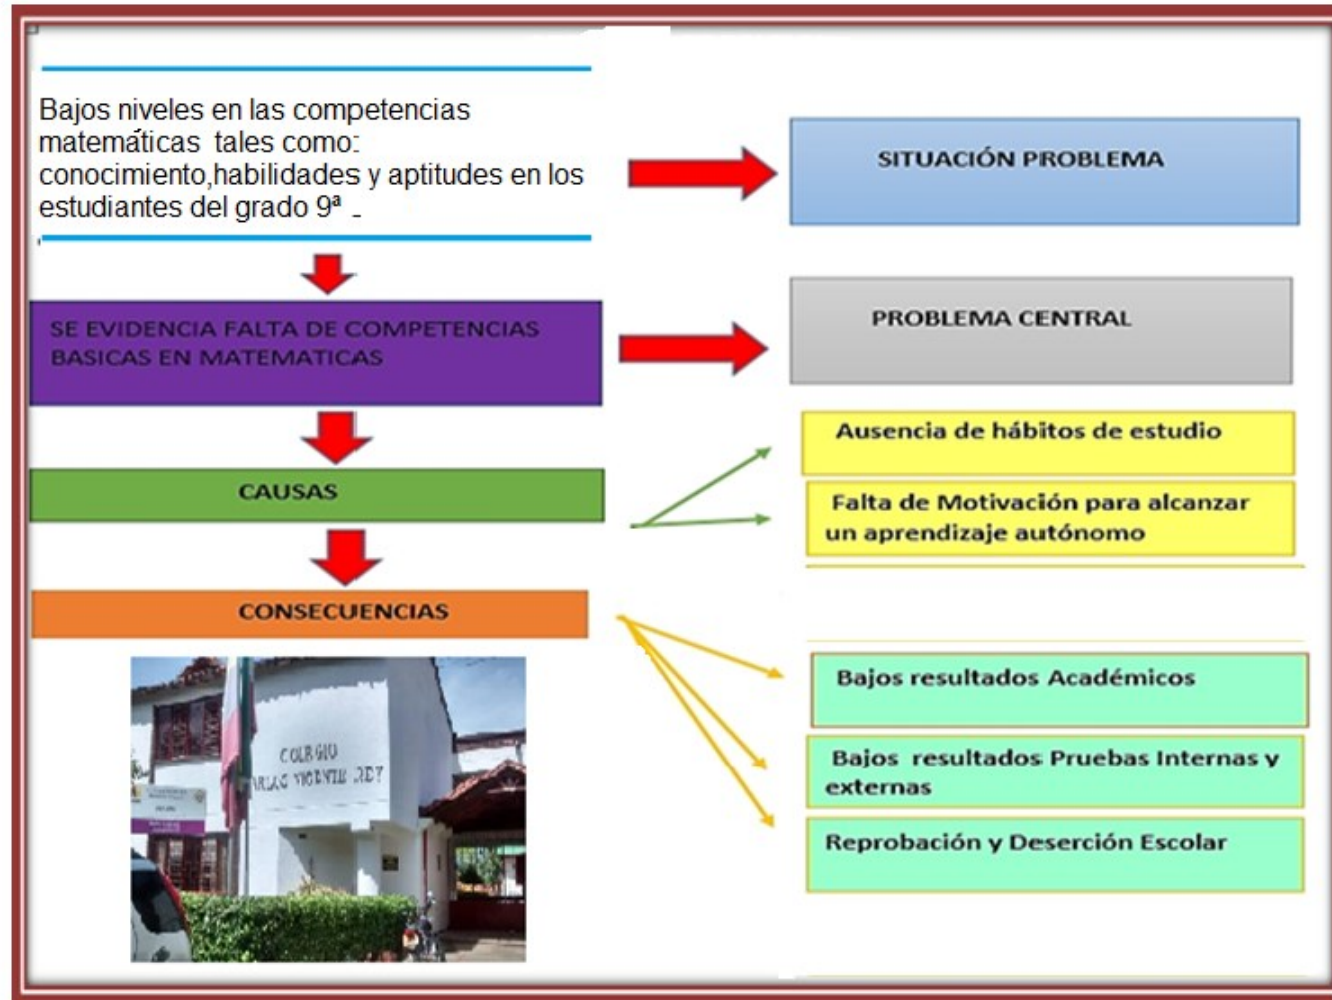 Bajos niveles en las competencias
matemáticas tales como:
conocimiento,habilidades y aptitudes en los
estudiantes del grado 9ª -
SITUACIÓN PROBLEMA
SE EVIDENCIA FALTA DE COMPETENCIAS
BASICAS EN MATEMATICAS
PROBLEMA CENTRAL
CAUSAS
Ausencia de hábitos de estudio
Falta de Motivación para alcanzar
un aprendizaje autónomo
CONSECUENCIAS
Bajos resultados Académicos
Bajos resultados Pruebas Internas y
externas
Reprobación y Deserción Escolar
COLEGIO
VICENTE REY